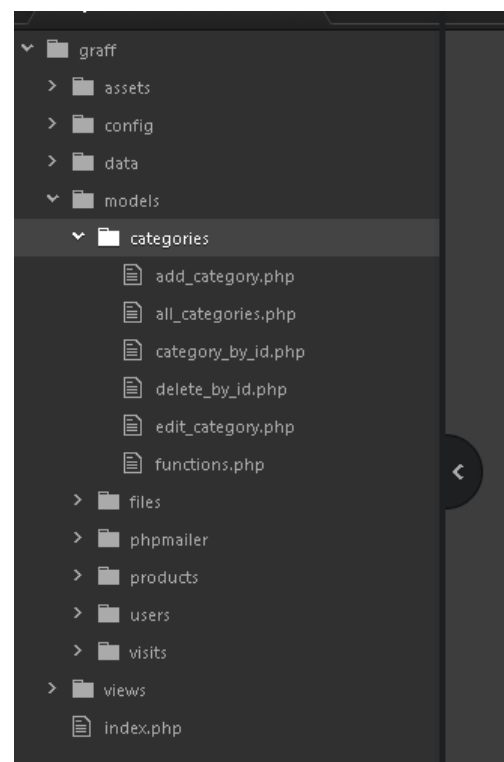 graff
assets
config
data
models
categories
add_category.php
all_categories.php
category_by_id.php
delete_by_id.php
edit_category.php
functions.php
files
phpmailer
products
users
visits
views
index.php